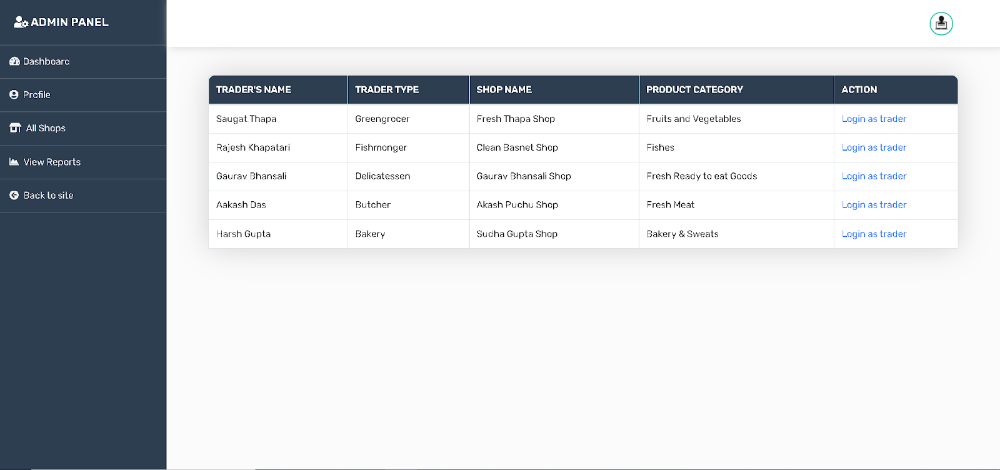 ADMIN PANEL
Dashboard
Profile
All Shops
View Reports
Back to site
TRADER'S NAME TRADER TYPE SHOP NAME PRODUCT CATEGORY ACTION
Saugat Thapa Greengrocer Fresh Thapa Shop Fruits and Vegetables Login as trader
Rajesh Khapatari Fishmonger Clean Basnet Shop Fishes Login as trader
Gaurav Bhansali Delicatessen Gaurav Bhansali Shop Fresh Ready to eat Goods Login as trader
Aakash Das Butcher Akash Puchu Shop Fresh Meat Login as trader
Harsh Gupta Bakery Sudha Gupta Shop Bakery & Sweats Login as trader